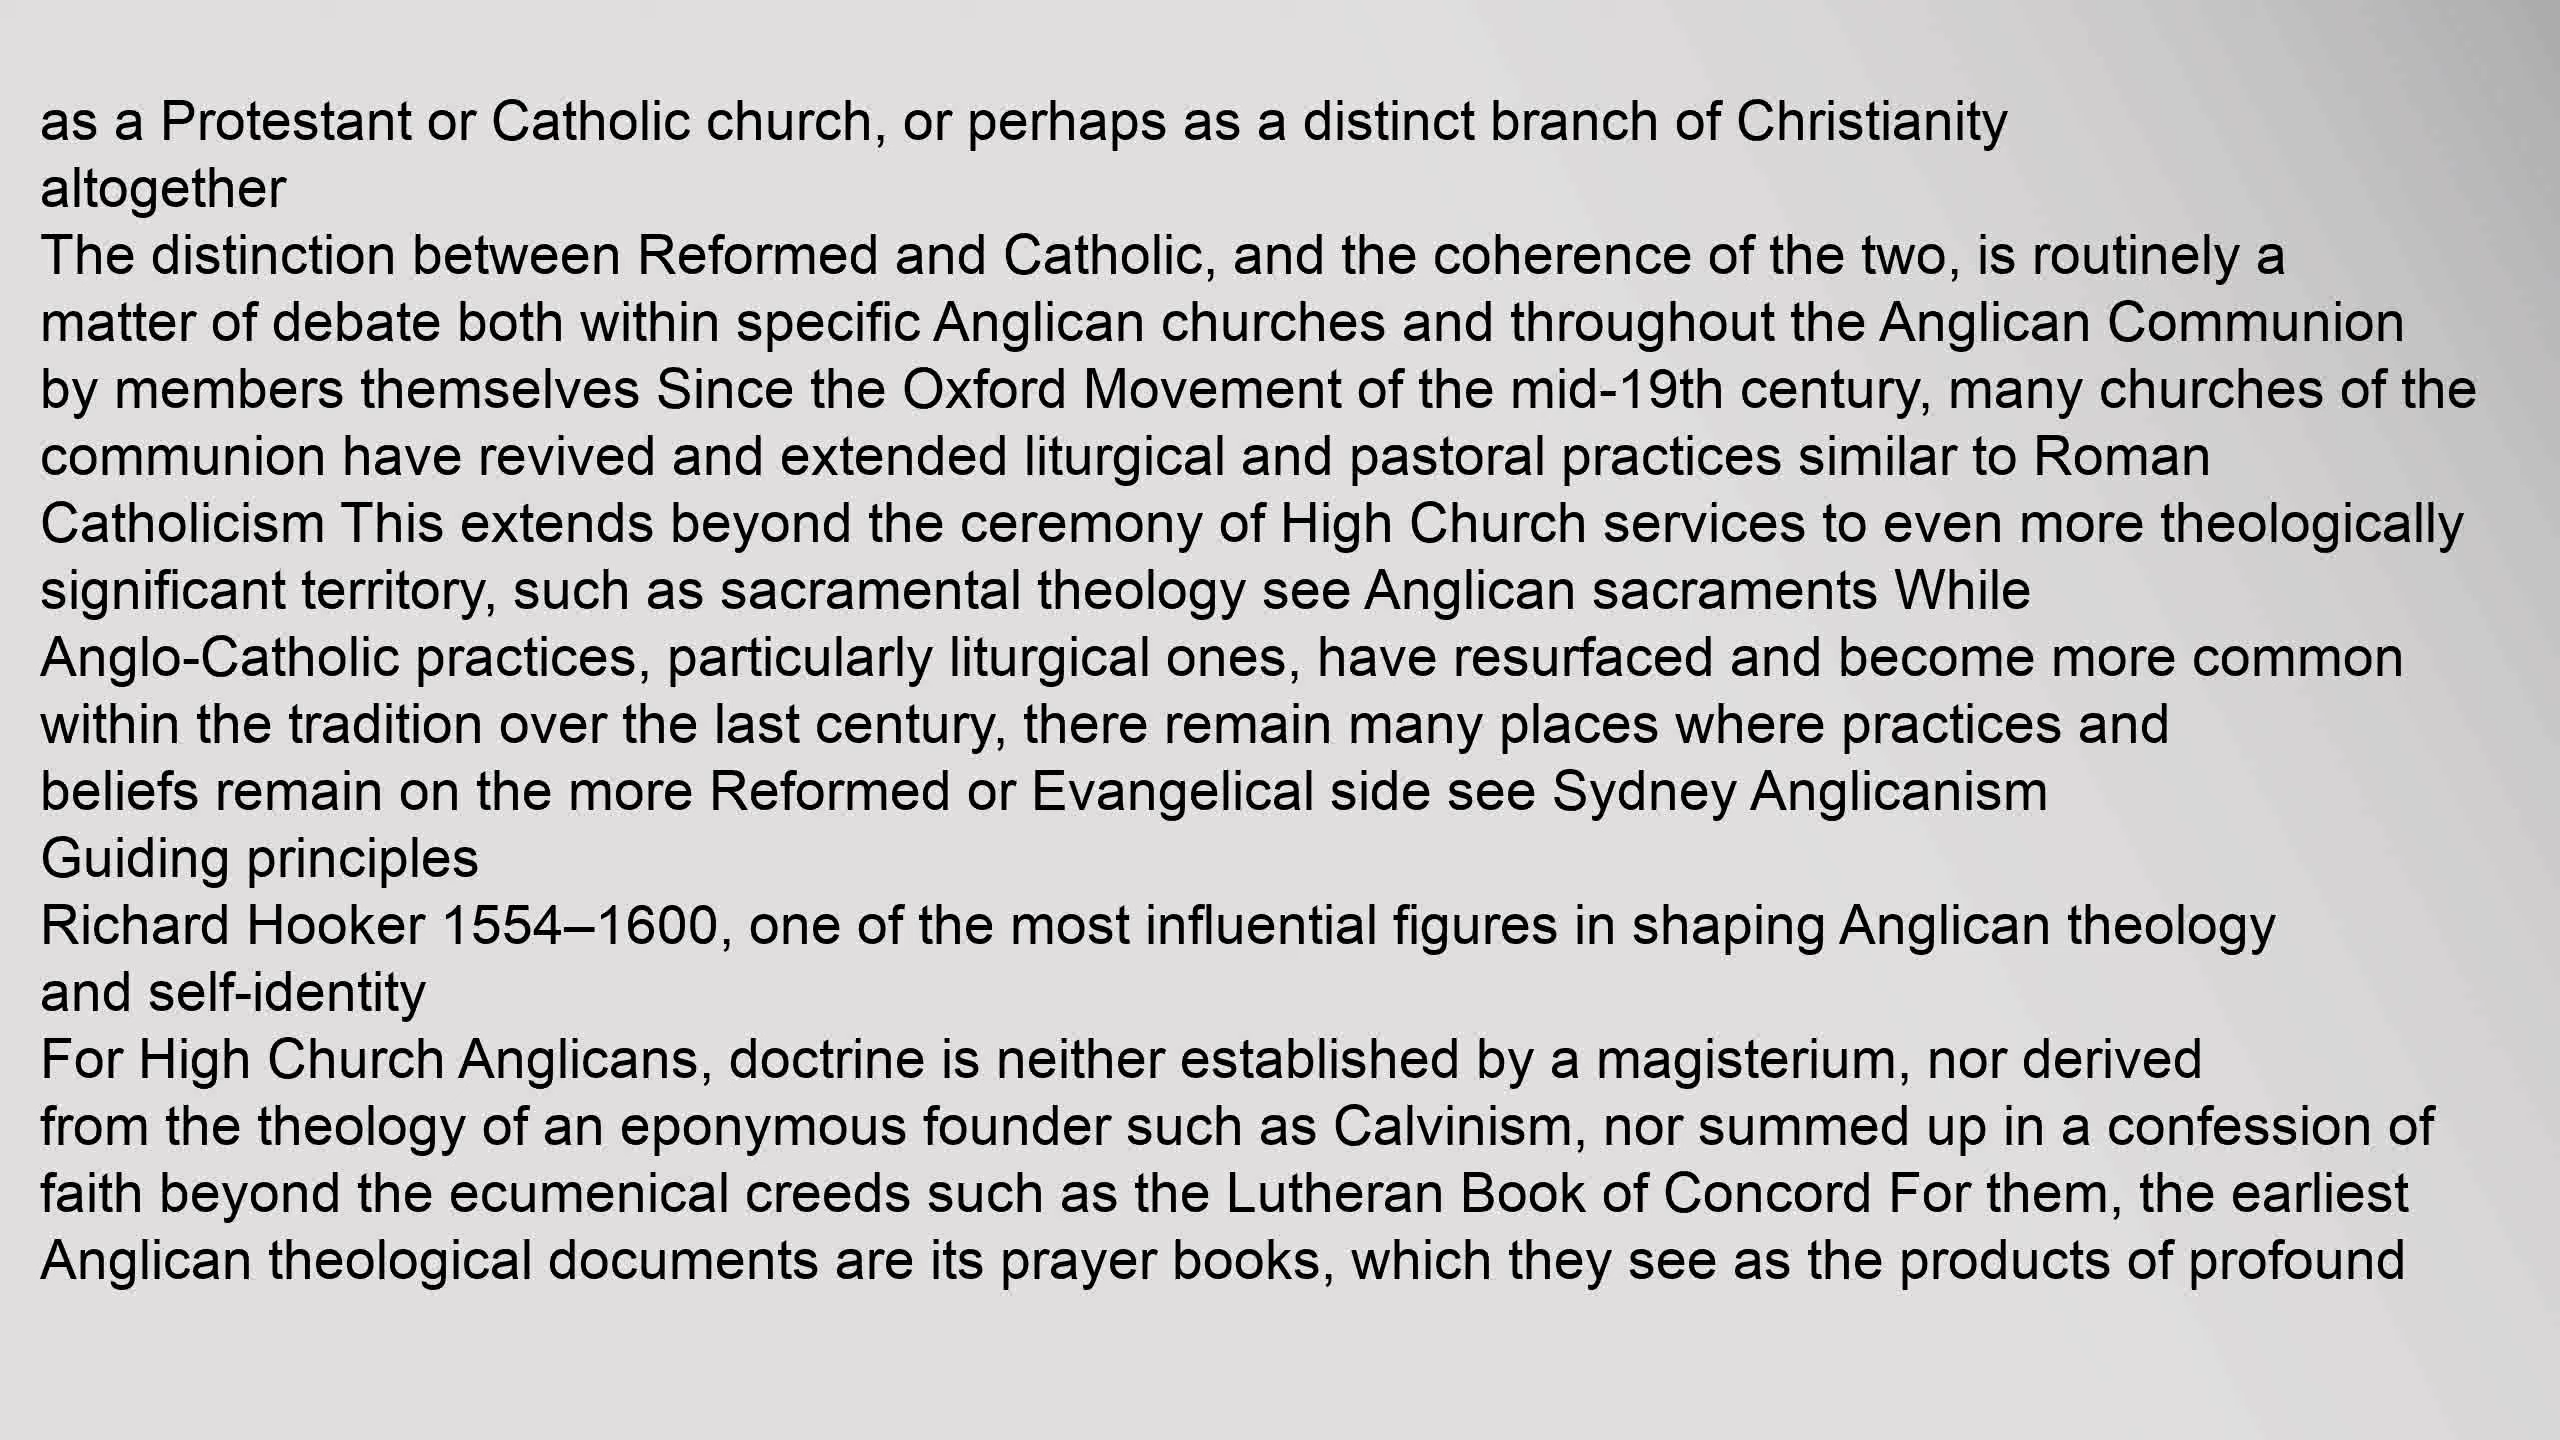 as a Protestant or Catholic church, or perhaps as a distinct branch of Christianity
altogether
The distinction between Reformed and Catholic, and the coherence of the two, is routinely a
matter of debate both within specific Anglican churches and throughout the Anglican Communion
by members themselves Since the Oxford Movement of the mid-19th century, many churches of the
communion have revived and extended liturgical and pastoral practices similar to Roman
Catholicism This extends beyond the ceremony of High Church services to even more theologically
significant territory, such as sacramental theology see Anglican sacraments While
Anglo-Catholic practices, particularly liturgical ones, have resurfaced and become more common
within the tradition over the last century, there remain many places where practices and
beliefs remain on the more Reformed or Evangelical side see Sydney Anglicanism
Guiding principles
Richard Hooker 1554–1600, one of the most influential figures in shaping Anglican theology
and self-identity
For High Church Anglicans, doctrine is neither established by a magisterium, nor derived
from the theology of an eponymous founder such as Calvinism, nor summed up in a confession of
faith beyond the ecumenical creeds such as the Lutheran Book of Concord For them, the earliest
Anglican theological documents are its prayer books, which they see as the products of profound